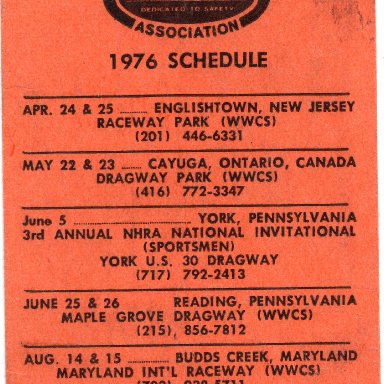 DEDICATED TO SAFETY
ASSOCIATION
1976 SCHEDULE
APR. 24 & 25 .......... ENGLISHTOWN, NEW JERSEY
RACEWAY PARK (WWCS)
(201) 446-6331
MAY 22 & 23 ........ CAYUGA, ONTARIO, CANADA
DRAGWAY PARK (WWCS)
(416) 772-3347
June 5 .............................. YORK, PENNSYLVANIA
3rd ANNUAL NHRA NATIONAL INVITATIONAL
(SPORTSMEN)
YORK U.S. 30 DRAGWAY
(717) 792-2413
JUNE 25 & 26 READING, PENNSYLVANIA
MAPLE GROVE DRAGWAY (WWCS)
(215), 856-7812
AUG. 14 & 15 ........ BUDDS CREEK, MARYLAND
MARYLAND INT'L RACEWAY (WWCS)